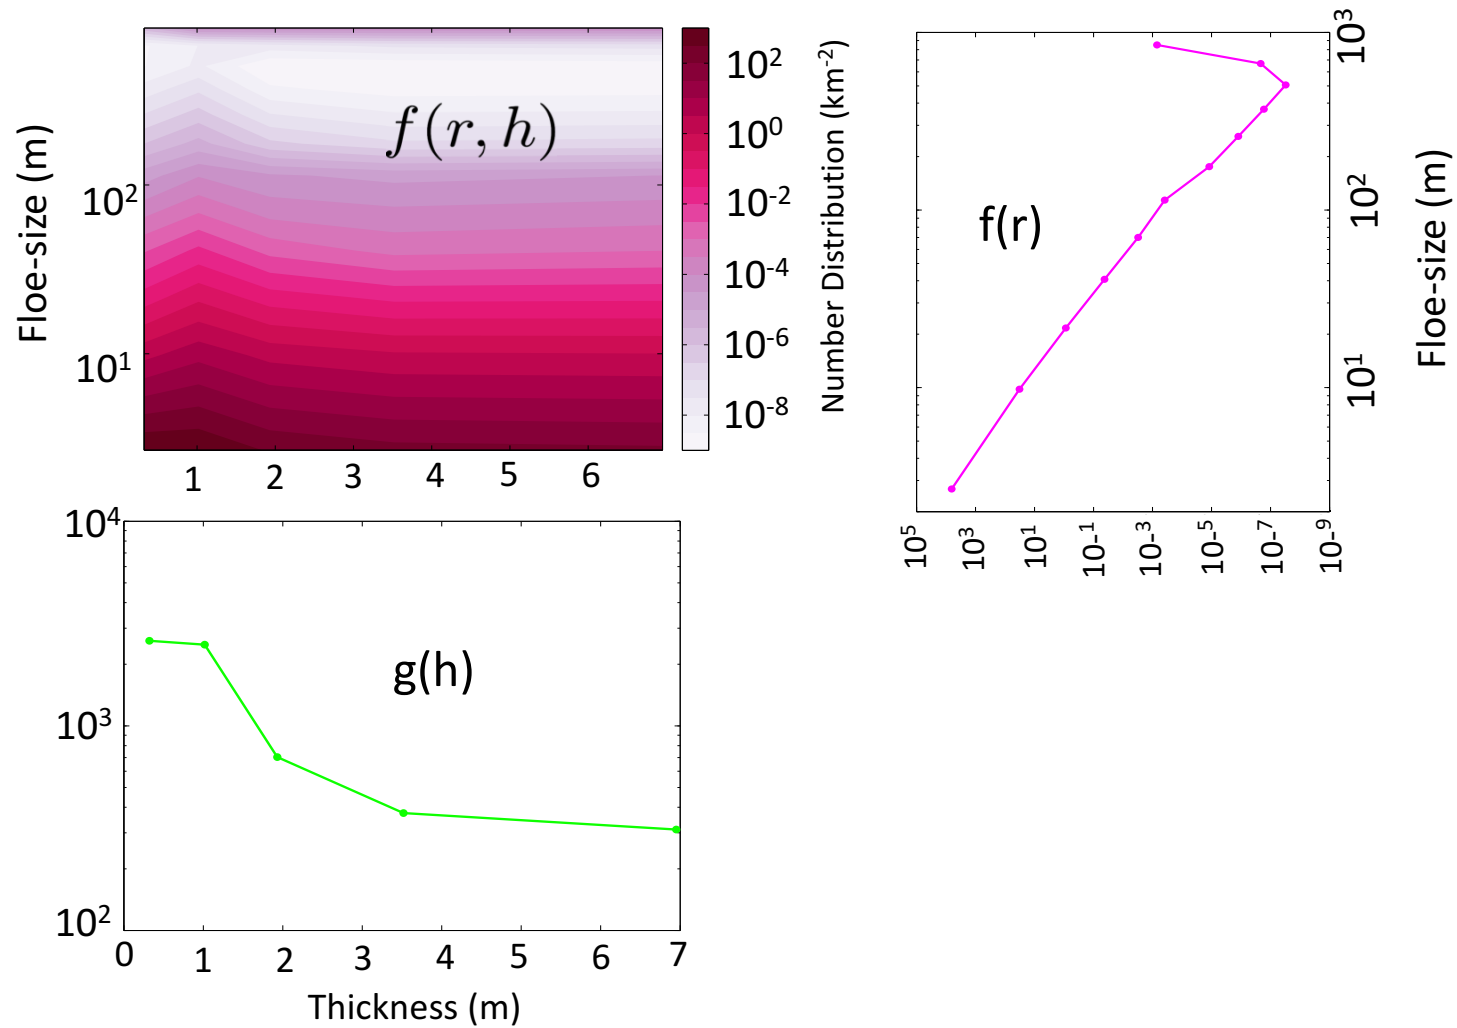 f(r, h)
Floe-size (m)
10²
10¹
1 2 3 4 5 6
10²
10⁰
10⁻²
10⁻⁴
10⁻⁶
10⁻⁸
Number Distribution (km⁻²)
f(r)
10³
10²
10¹
Floe-size (m)
10⁵ 10³ 10¹ 10⁻¹ 10⁻³ 10⁻⁵ 10⁻⁷ 10⁻⁹
g(h)
10⁴
10³
10²
0 1 2 3 4 5 6 7
Thickness (m)